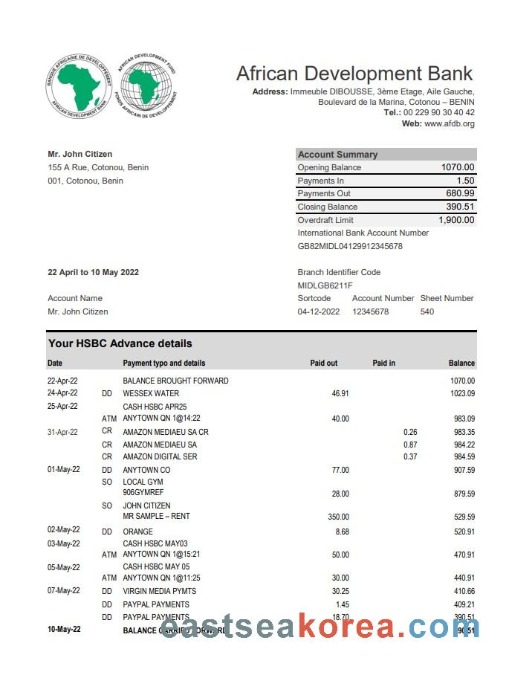 BANQUE AFRICAINE DE DEVELOPPEMENT
AFRICAN DEVELOPMENT BANK
AFRICAN DEVELOPMENT FUND
FONDS AFRICAIN DE DEVELOPPEMENT
African Development Bank
Address: Immeuble DIBOUSSE, 3ème Etage, Aile Gauche,
Boulevard de la Marina, Cotonou – BENIN
Tel.: 00 229 90 30 40 42
Web: www.afdb.org
Mr. John Citizen
155 A Rue, Cotonou, Benin
001, Cotonou, Benin
Account Summary
Opening Balance 1070.00
Payments In 1.50
Payments Out 680.99
Closing Balance 390.51
Overdraft Limit 1,900.00
International Bank Account Number
GB82MIDL04129912345678
22 April to 10 May 2022
Branch Identifier Code
MIDLGB6211F
Account Name
Mr. John Citizen
Sortcode Account Number Sheet Number
04-12-2022 12345678 540
Your HSBC Advance details
Date Payment typo and details Paid out Paid in Balance
22-Apr-22 BALANCE BROUGHT FORWARD 1070.00
24-Apr-22 DD WESSEX WATER 46.91 1023.09
25-Apr-22 CASH HSBC APR25
ATM ANYTOWN QN 1@14:22 40.00 983.09
31-Apr-22 CR AMAZON MEDIAEU SA CR 0.26 983.35
CR AMAZON MEDIAEU SA 0.87 984.22
CR AMAZON DIGITAL SER 0.37 984.59
01-May-22 DD ANYTOWN CO 77.00 907.59
SO LOCAL GYM
906GYMREF 28.00 879.59
SO JOHN CITIZEN
MR SAMPLE – RENT 350.00 529.59
02-May-22 DD ORANGE 8.68 520.91
03-May-22 CASH HSBC MAY03
ATM ANYTOWN QN 1@15:21 50.00 470.91
05-May-22 CASH HSBC MAY 05
ATM ANYTOWN QN 1@11:25 30.00 440.91
07-May-22 DD VIRGIN MEDIA PYMTS 30.25 410.66
DD PAYPAL PAYMENTS 1.45 409.21
DD PAYPAL PAYMENTS 18.70 390.51
10-May-22 BALANCE CARRIED FORWARD
eastseakorea.com